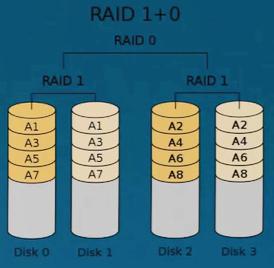 RAID 1+0
RAID 0
RAID 1 RAID 1
A1 A1 A2 A2
A3 A3 A4 A4
A5 A5 A6 A6
A7 A7 A8 A8
Disk 0 Disk 1 Disk 2 Disk 3